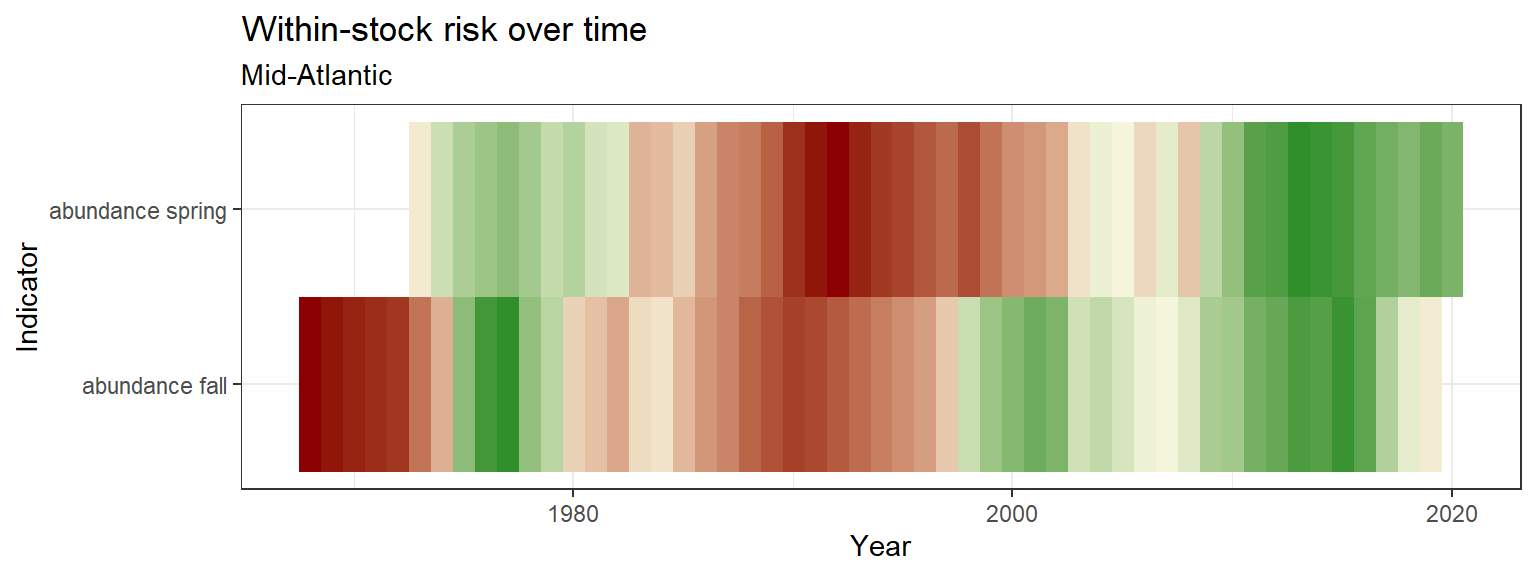 Within-stock risk over time
Mid-Atlantic
Indicator
abundance spring
abundance fall
1980
2000
2020
Year